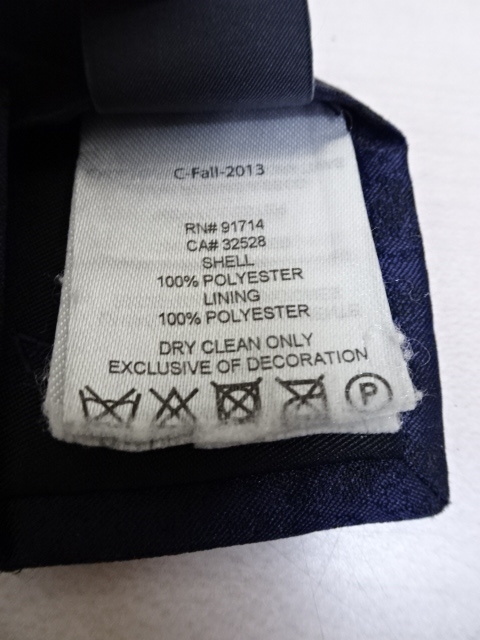 C-Fall-2013
RN# 91714
CA# 32528
SHELL
100% POLYESTER
LINING
100% POLYESTER
DRY CLEAN ONLY
EXCLUSIVE OF DECORATION
P